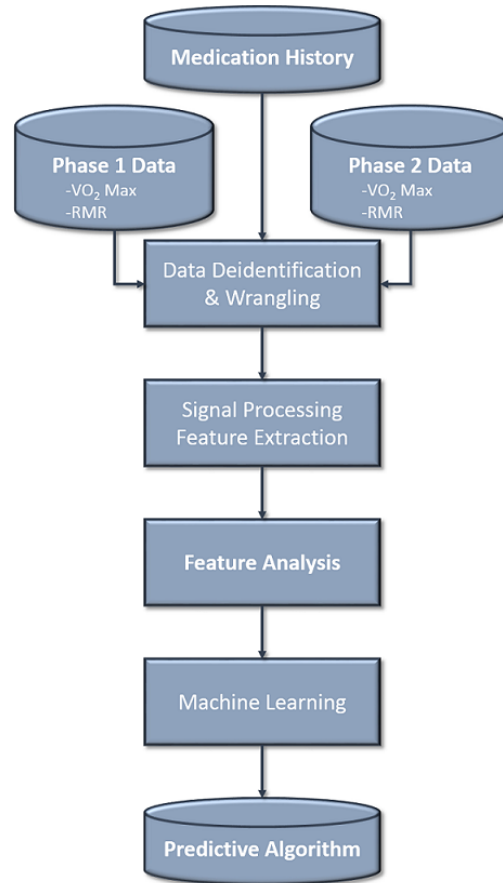 Medication History
Phase 1 Data
-VO₂ Max
-RMR
Phase 2 Data
-VO₂ Max
-RMR
Data Deidentification
& Wrangling
Signal Processing
Feature Extraction
Feature Analysis
Machine Learning
Predictive Algorithm